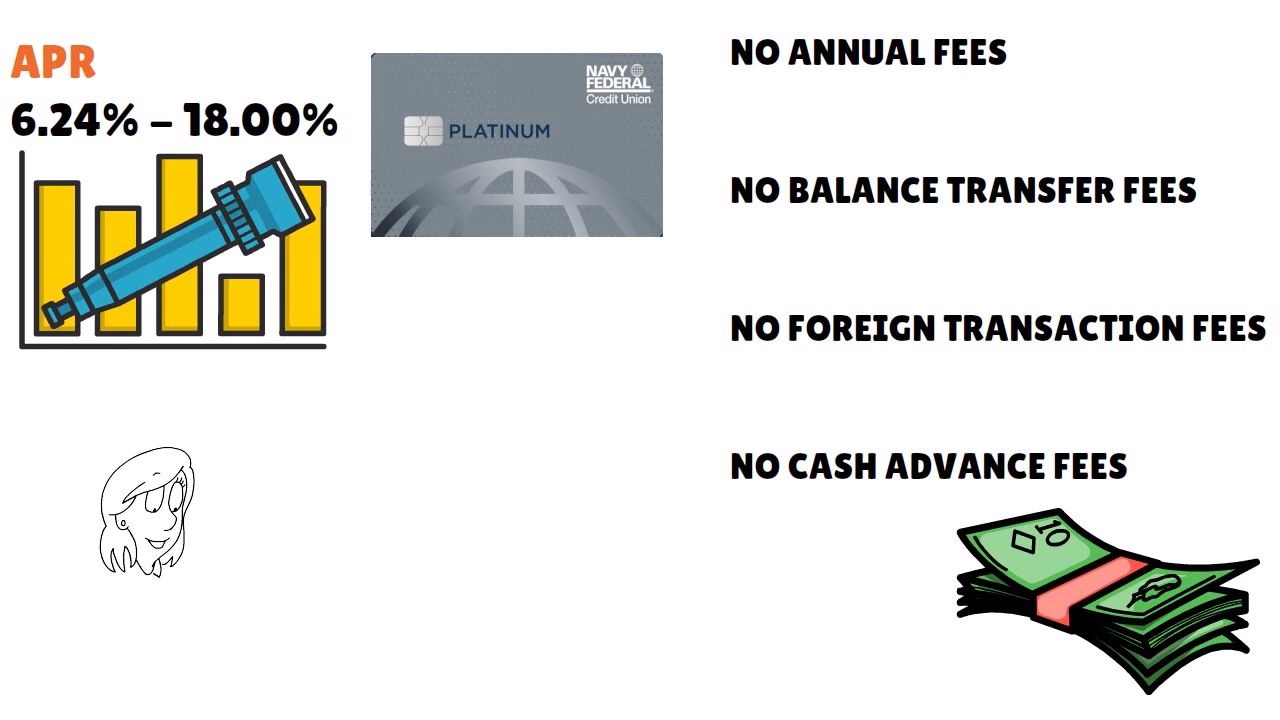 APR
6.24% – 18.00%
NAVY
FEDERAL
Credit Union
PLATINUM
NO ANNUAL FEES
NO BALANCE TRANSFER FEES
NO FOREIGN TRANSACTION FEES
NO CASH ADVANCE FEES
10